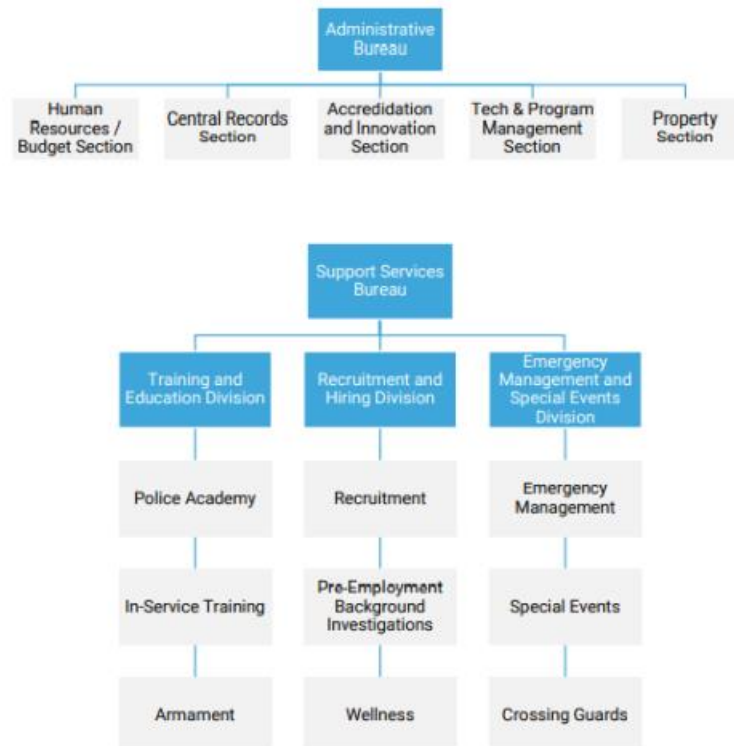 Administrative
Bureau
Human
Resources /
Budget Section
Central Records
Section
Accredidation
and Innovation
Section
Tech & Program
Management
Section
Property
Section
Support Services
Bureau
Training and
Education Division
Recruitment and
Hiring Division
Emergency
Management and
Special Events
Division
Police Academy
Recruitment
Emergency
Management
In-Service Training
Pre-Employment
Background
Investigations
Special Events
Armament
Wellness
Crossing Guards